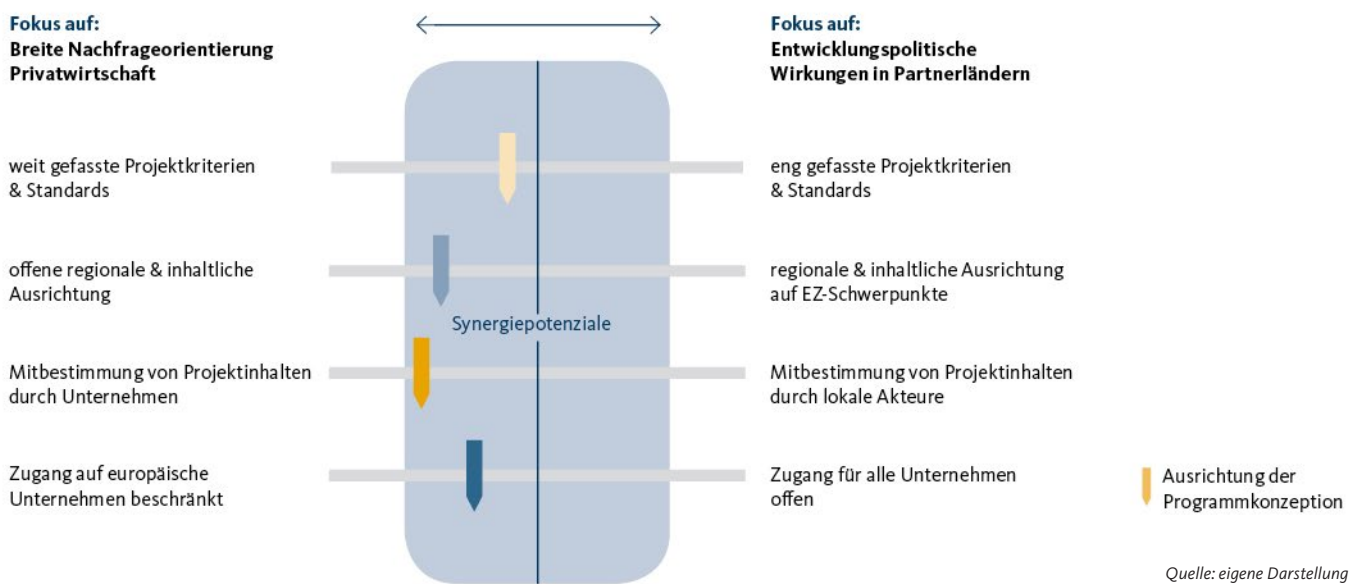 Fokus auf:
Breite Nachfrageorientierung
Privatwirtschaft
Fokus auf:
Entwicklungspolitische
Wirkungen in Partnerländern
weit gefasste Projektkriterien
& Standards
eng gefasste Projektkriterien
& Standards
offene regionale & inhaltliche
Ausrichtung
regionale & inhaltliche Ausrichtung
auf EZ-Schwerpunkte
Synergiepotenziale
Mitbestimmung von Projektinhalten
durch Unternehmen
Mitbestimmung von Projektinhalten
durch lokale Akteure
Zugang auf europäische
Unternehmen beschränkt
Zugang für alle Unternehmen
offen
Ausrichtung der
Programmkonzeption
Quelle: eigene Darstellung